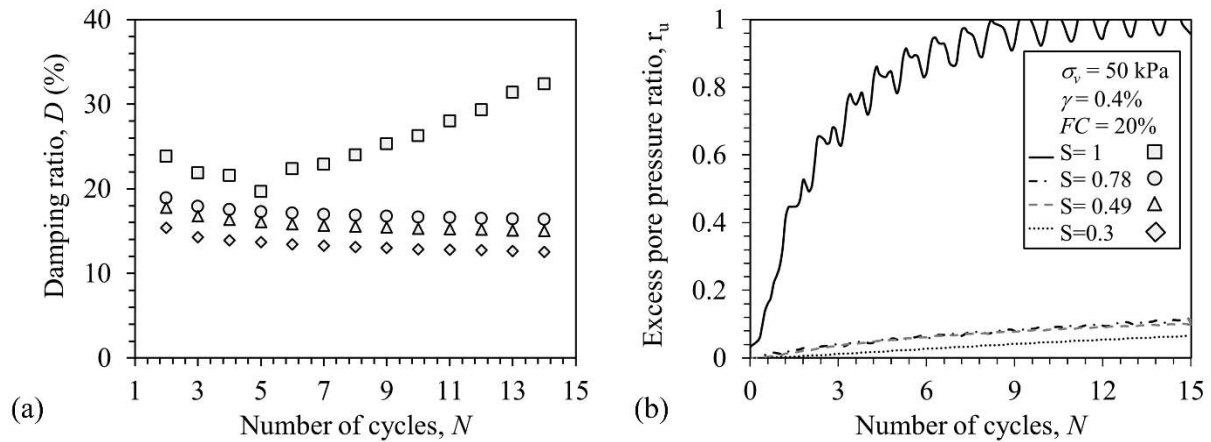 40
30
20
10
0
1 3 5 7 9 11 13 15
Damping ratio, D (%)
Number of cycles, N
(a)
1
0.8
0.6
0.4
0.2
0
0 3 6 9 12 15
Excess pore pressure ratio, rᵤ
Number of cycles, N
(b)
σᵥ = 50 kPa
γ = 0.4%
FC = 20%
S= 1
S= 0.78
S= 0.49
S=0.3